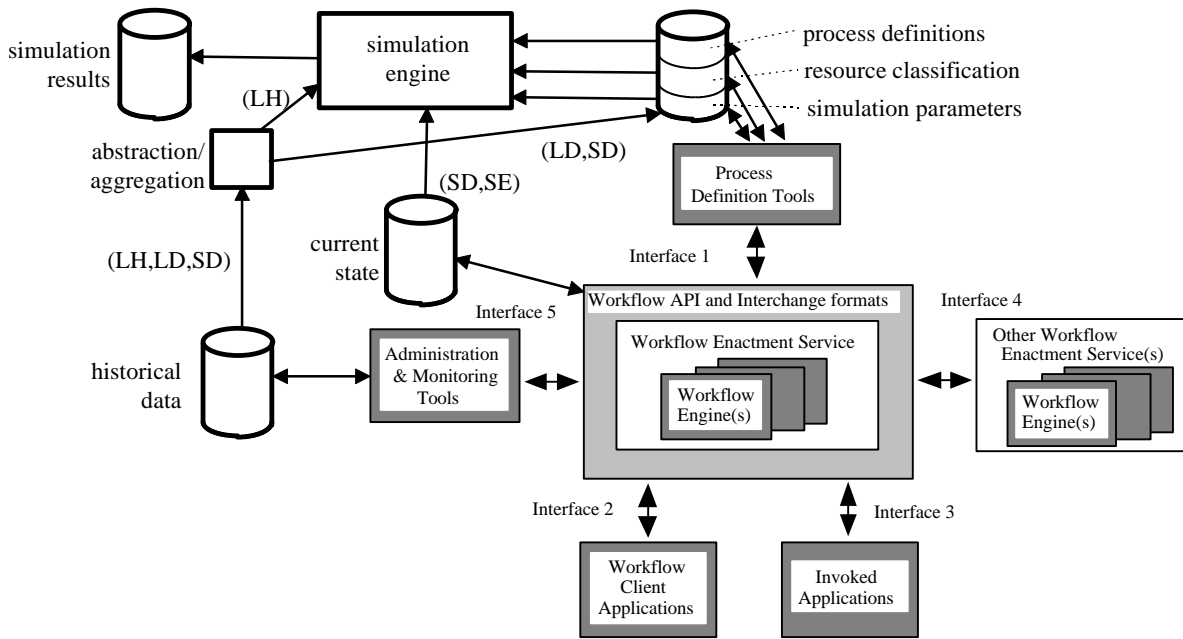 simulation
results
simulation
engine
process definitions
resource classification
simulation parameters
(LH)
abstraction/
aggregation
(LD,SD)
(SD,SE)
Process
Definition Tools
(LH,LD,SD)
current
state
Interface 1
Workflow API and Interchange formats
Interface 4
Interface 5
Workflow Enactment Service
Workflow
Engine(s)
Other Workflow
Enactment Service(s)
Workflow
Engine(s)
historical
data
Administration
& Monitoring
Tools
Interface 2
Interface 3
Workflow
Client
Applications
Invoked
Applications